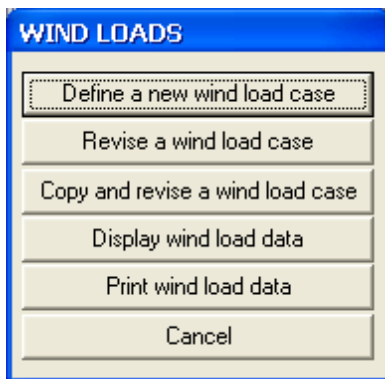 WIND LOADS
Define a new wind load case
Revise a wind load case
Copy and revise a wind load case
Display wind load data
Print wind load data
Cancel